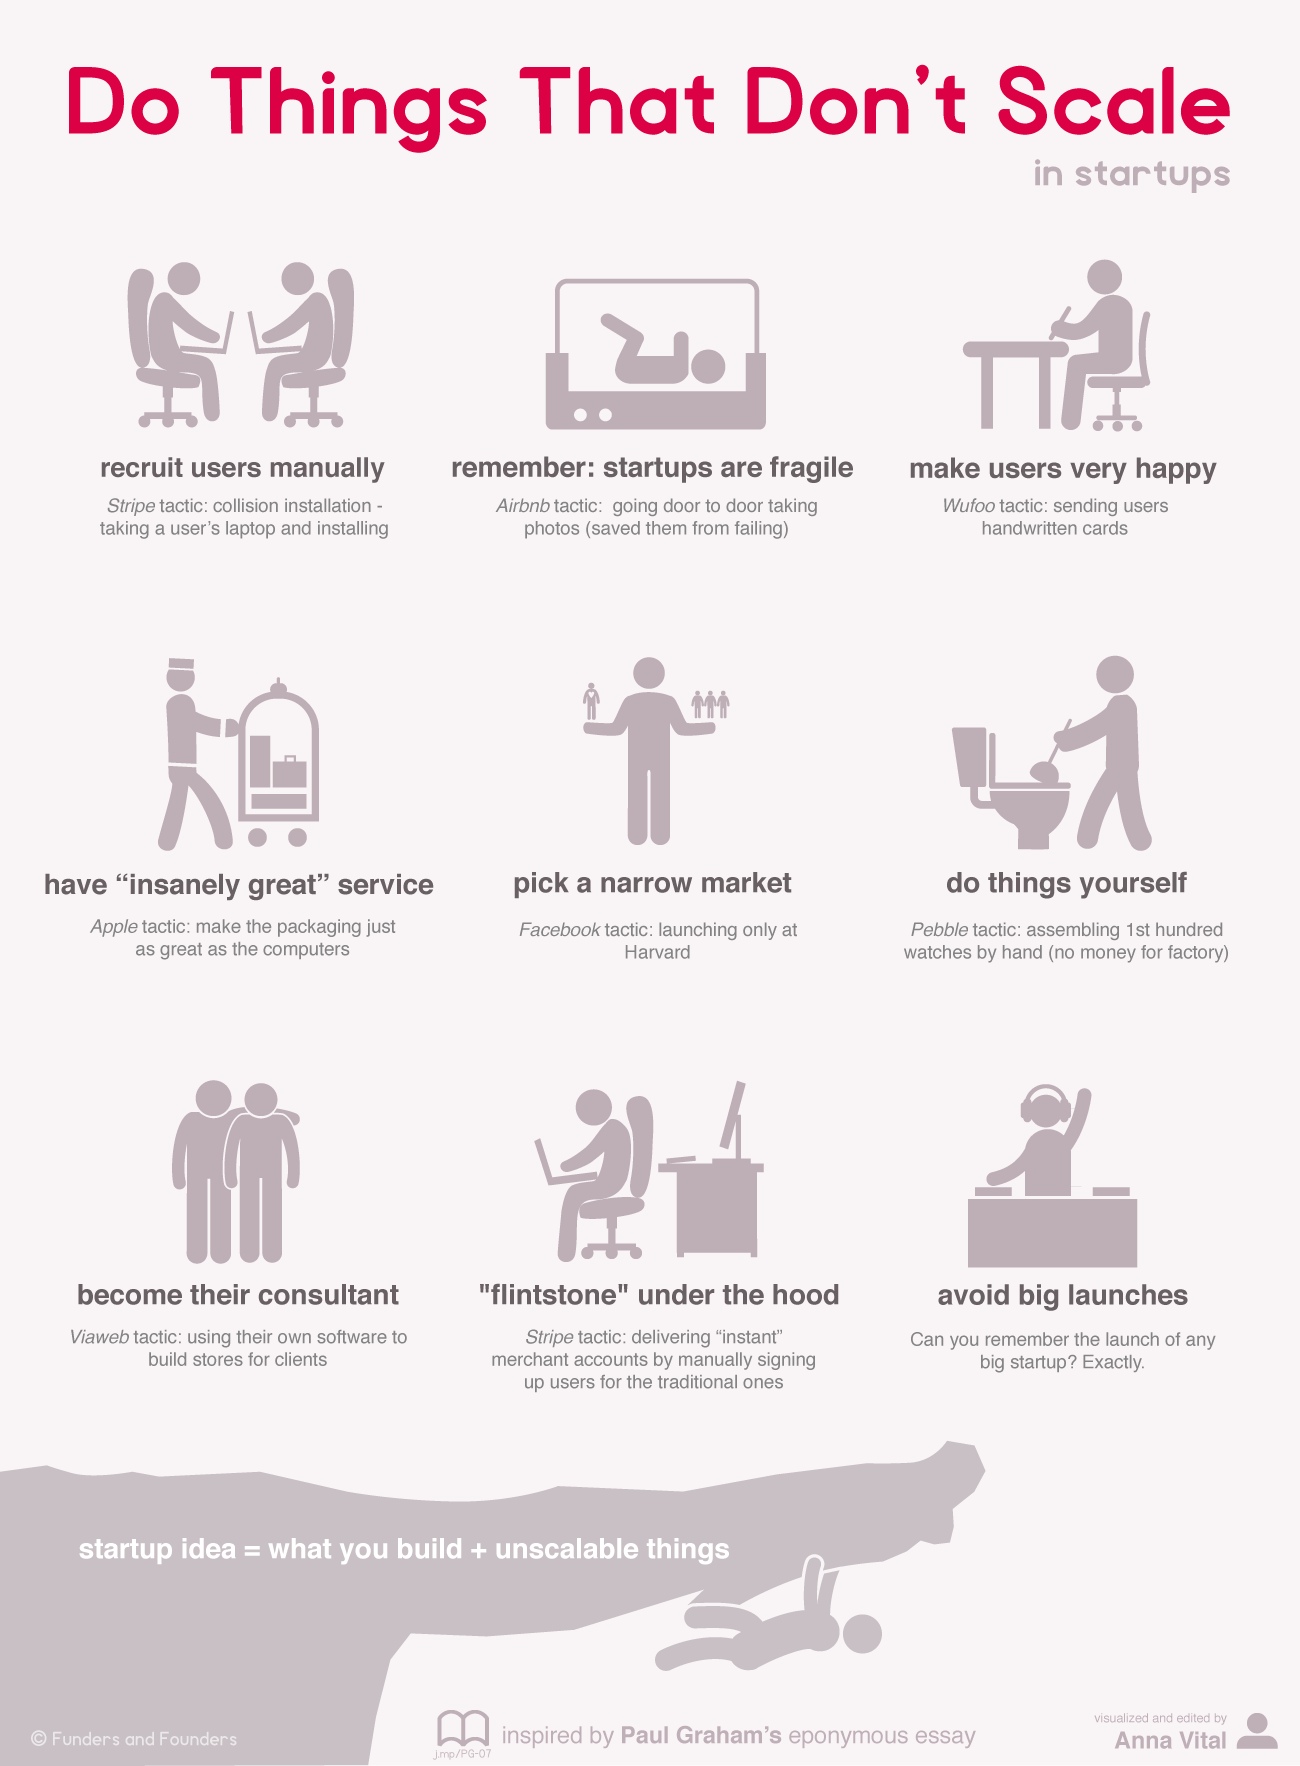 Do Things That Don't Scale
in startups
recruit users manually
Stripe tactic: collision installation -
taking a user's laptop and installing
remember: startups are fragile
Airbnb tactic:  going door to door taking
photos (saved them from failing)
make users very happy
Wufoo tactic: sending users
handwritten cards
have “insanely great” service
Apple tactic: make the packaging just
as great as the computers
pick a narrow market
Facebook tactic: launching only at
Harvard
do things yourself
Pebble tactic: assembling 1st hundred
watches by hand (no money for factory)
become their consultant
Viaweb tactic: using their own software to
build stores for clients
"flintstone" under the hood
Stripe tactic: delivering “instant”
merchant accounts by manually signing
up users for the traditional ones
avoid big launches
Can you remember the launch of any
big startup? Exactly.
startup idea = what you build + unscalable things
© Funders and Founders
j.mp/PG-07
inspired by Paul Graham's eponymous essay
visualized and edited by
Anna Vital